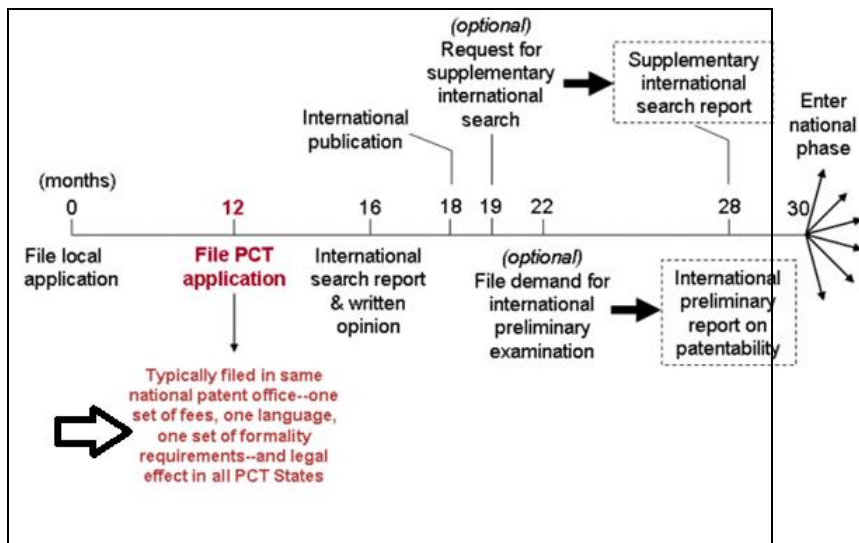 (optional)
Request for
supplementary
international
search
Supplementary
international
search report
Enter
national
phase
International
publication
(months)
0
12
16
18
19
22
28
30
File local
application
File PCT
application
International
search report
& written
opinion
(optional)
File demand for
international
preliminary
examination
International
preliminary
report on
patentability
Typically filed in same
national patent office--one
set of fees, one language,
one set of formality
requirements--and legal
effect in all PCT States